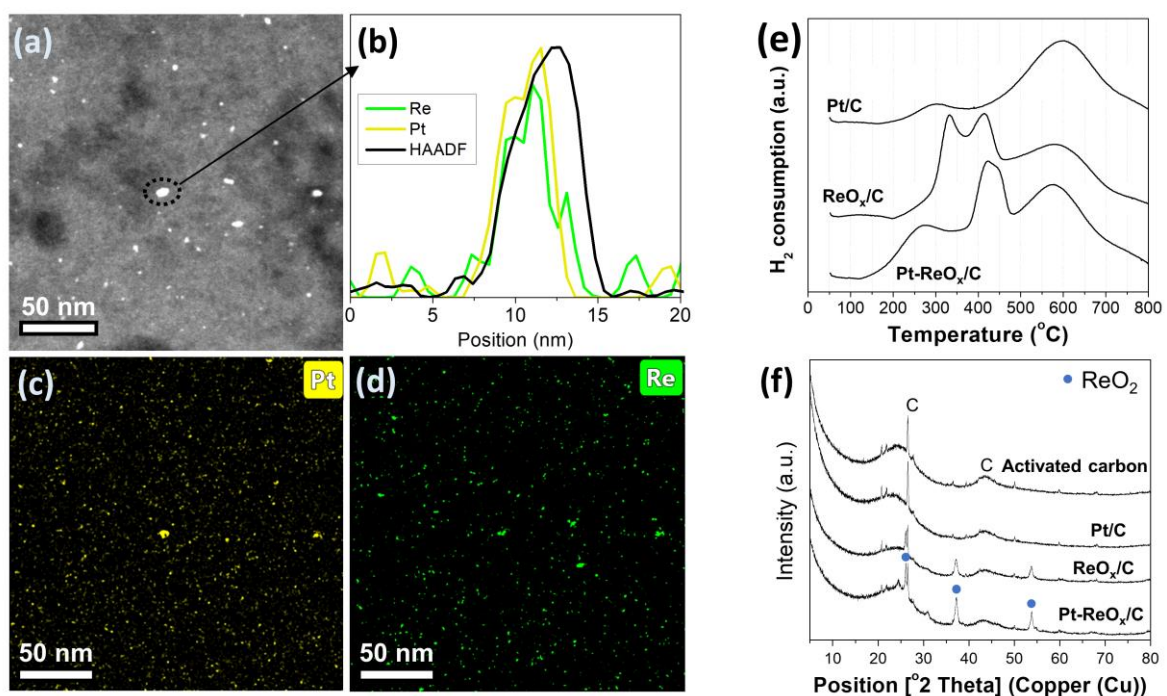 (a)
50 nm
(b)
Re
Pt
HAADF
0 5 10 15 20
Position (nm)
(c)
Pt
50 nm
(d)
Re
50 nm
(e)
H₂ consumption (a.u.)
Pt/C
ReOₓ/C
Pt-ReOₓ/C
0 100 200 300 400 500 600 700 800
Temperature (°C)
(f)
ReO₂
Intensity (a.u.)
C
C
Activated carbon
Pt/C
ReOₓ/C
Pt-ReOₓ/C
10 20 30 40 50 60 70 80
Position [°2 Theta] (Copper (Cu))